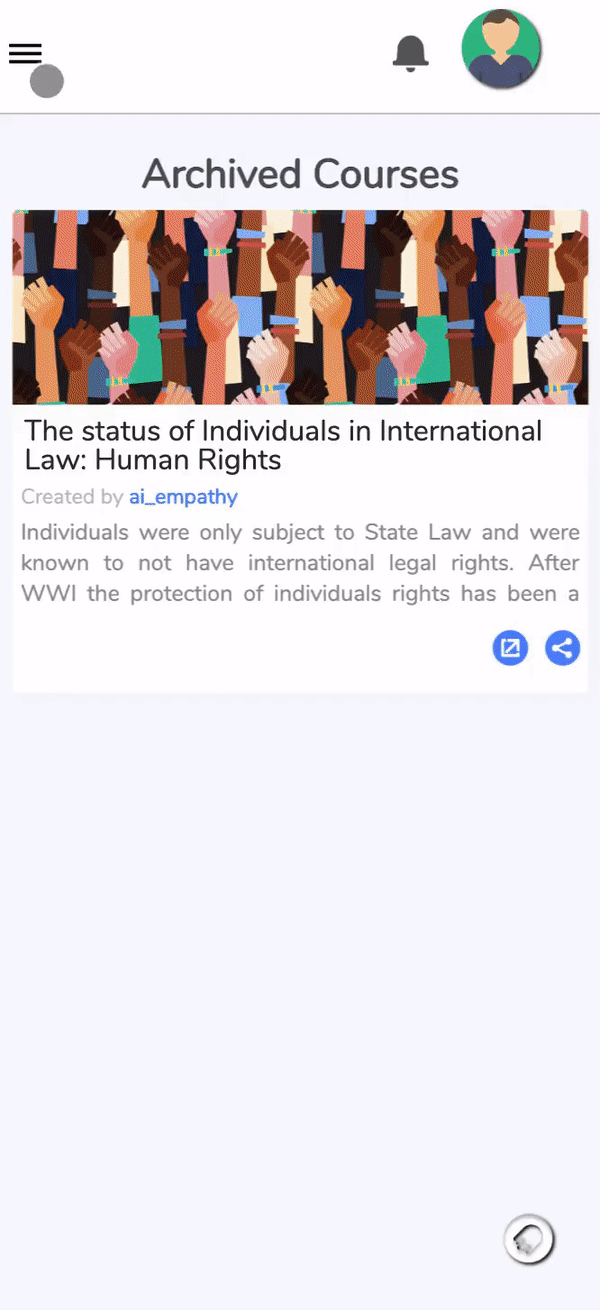 Archived Courses
The status of Individuals in International
Law: Human Rights
Created by ai_empathy
Individuals were only subject to State Law and were
known to not have international legal rights. After
WWI the protection of individuals rights has been a